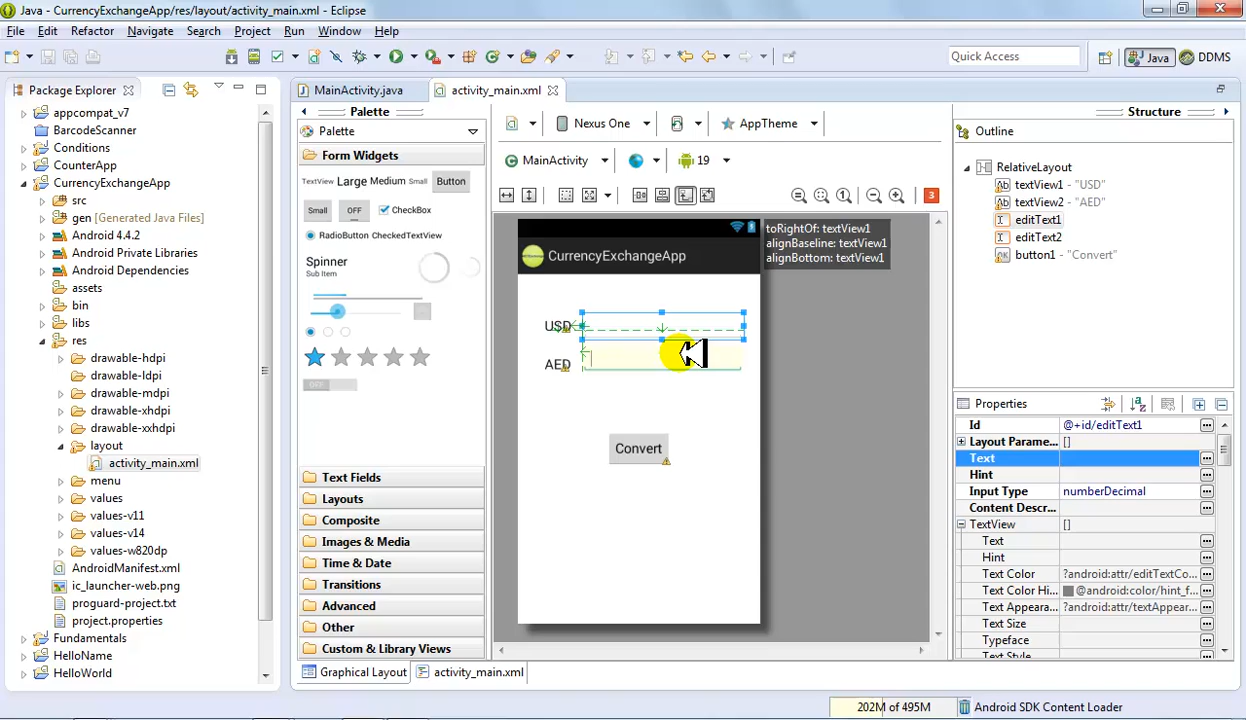 Java - CurrencyExchangeApp/res/layout/activity_main.xml - Eclipse
File Edit Refactor Navigate Search Project Run Window Help
Quick Access
Java
DDMS
Package Explorer
appcompat_v7
BarcodeScanner
Conditions
CounterApp
CurrencyExchangeApp
src
gen [Generated Java Files]
Android 4.4.2
Android Private Libraries
Android Dependencies
assets
bin
libs
res
drawable-hdpi
drawable-ldpi
drawable-mdpi
drawable-xhdpi
drawable-xxhdpi
layout
activity_main.xml
menu
values
values-v11
values-v14
values-w820dp
AndroidManifest.xml
ic_launcher-web.png
proguard-project.txt
project.properties
Fundamentals
HelloName
HelloWorld
MainActivity.java
activity_main.xml
Palette
Palette
Form Widgets
TextView Large Medium Small Button
Small OFF CheckBox
RadioButton CheckedTextView
Spinner
Sub Item
OFF
Text Fields
Layouts
Composite
Images & Media
Time & Date
Transitions
Advanced
Other
Custom & Library Views
Nexus One
AppTheme
MainActivity
19
3
CurrencyExchangeApp
toRightOf: textView1
alignBaseline: textView1
alignBottom: textView1
USD
AED
Convert
Graphical Layout
activity_main.xml
Structure
Outline
RelativeLayout
textView1 - "USD"
textView2 - "AED"
editText1
editText2
button1 - "Convert"
Properties
Id @+id/editText1
Layout Parame... []
Text
Hint
Input Type numberDecimal
Content Descr...
TextView []
Text
Hint
Text Color ?android:attr/editTextCo...
Text Color Hi... @android:color/hint_f...
Text Appeara... ?android:attr/textAppear...
Text Size
Typeface
Text Style
202M of 495M
Android SDK Content Loader